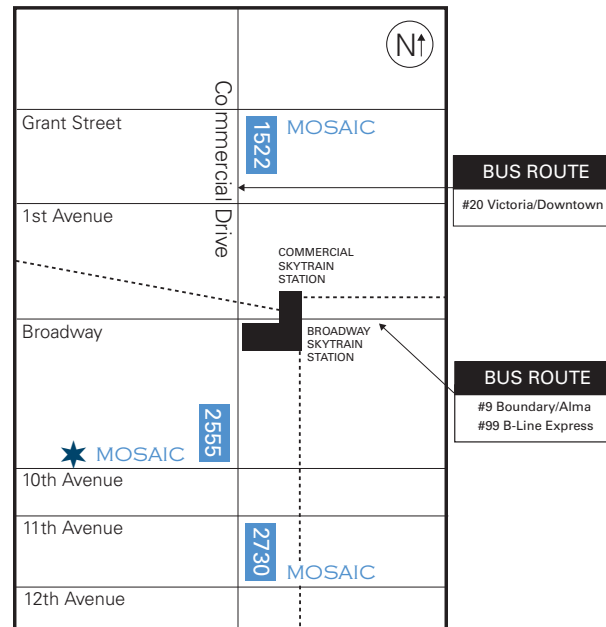 N
Grant Street
Commercial Drive
1522
MOSAIC
BUS ROUTE
#20 Victoria/Downtown
1st Avenue
COMMERCIAL
SKYTRAIN
STATION
Broadway
BROADWAY
SKYTRAIN
STATION
BUS ROUTE
#9 Boundary/Alma
#99 B-Line Express
2555
MOSAIC
10th Avenue
11th Avenue
2730
MOSAIC
12th Avenue